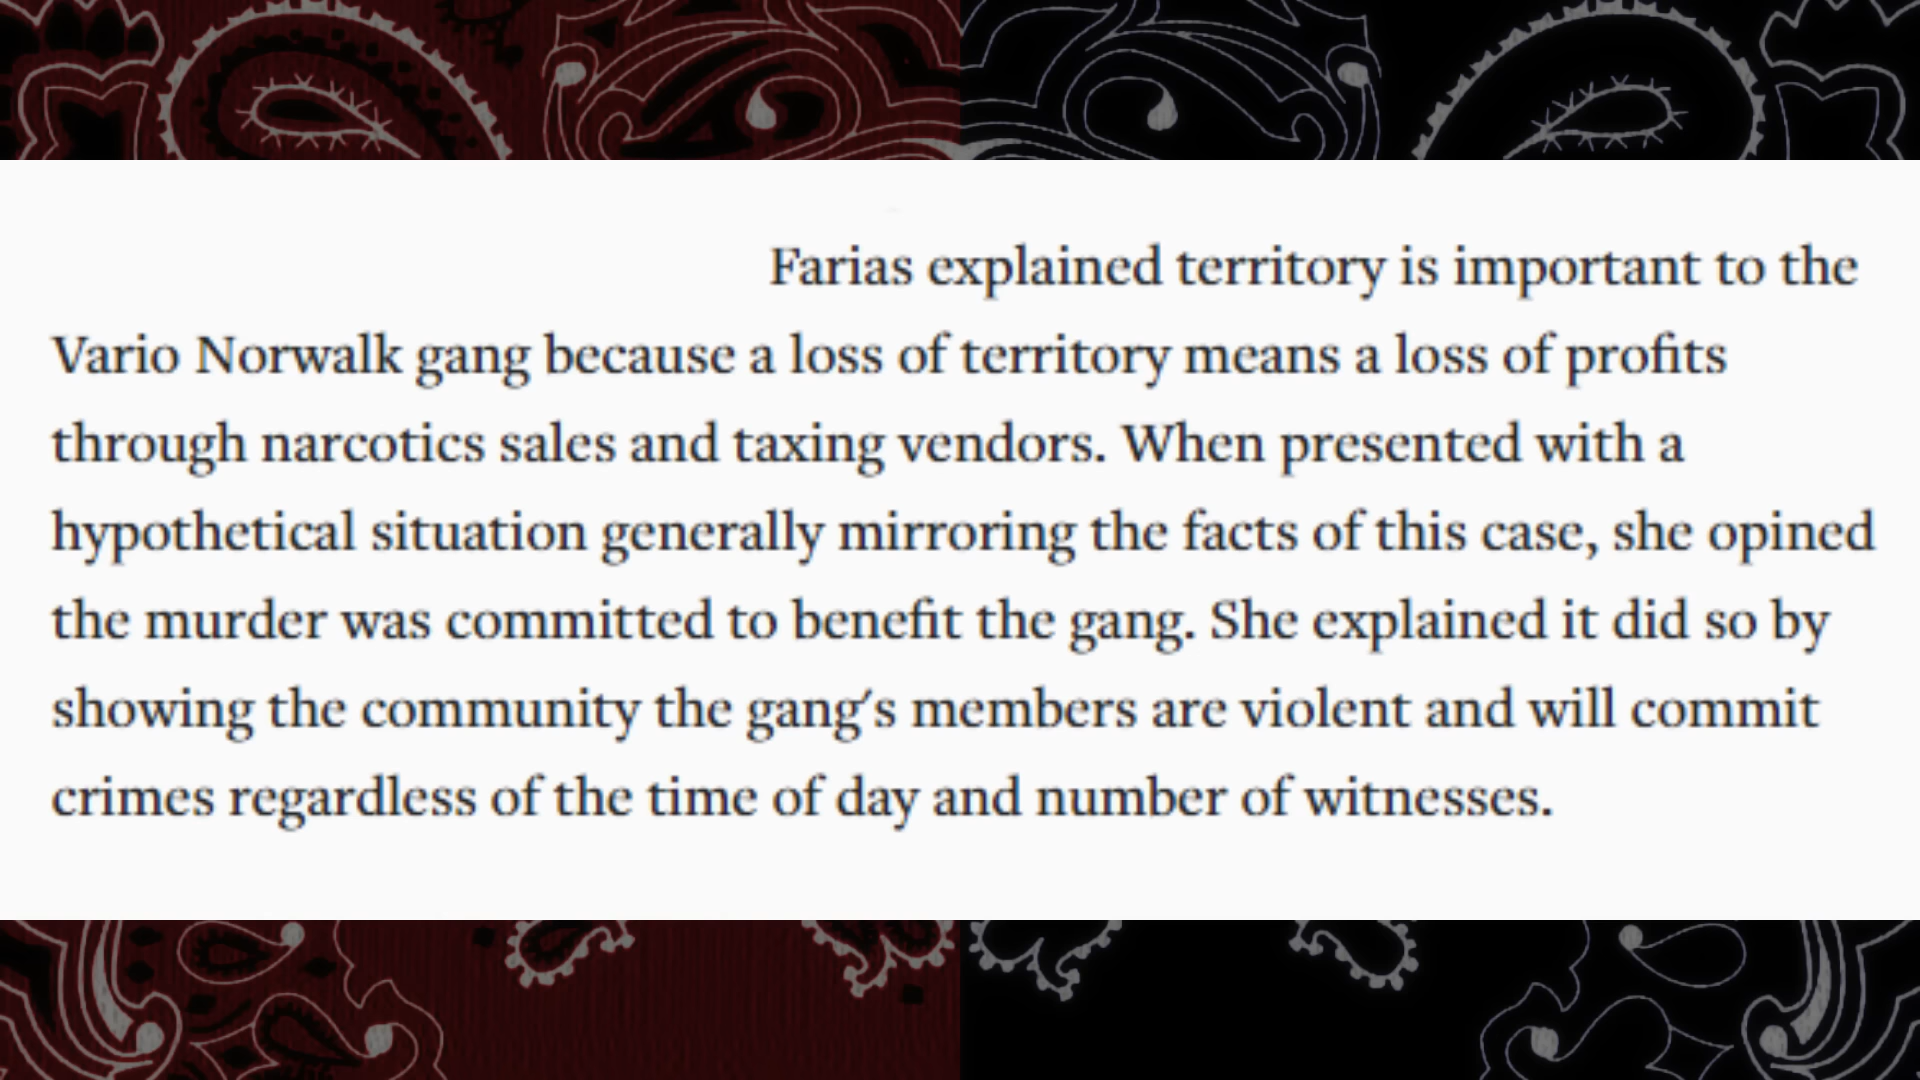 Farias explained territory is important to the
Vario Norwalk gang because a loss of territory means a loss of profits
through narcotics sales and taxing vendors. When presented with a
hypothetical situation generally mirroring the facts of this case, she opined
the murder was committed to benefit the gang. She explained it did so by
showing the community the gang's members are violent and will commit
crimes regardless of the time of day and number of witnesses.